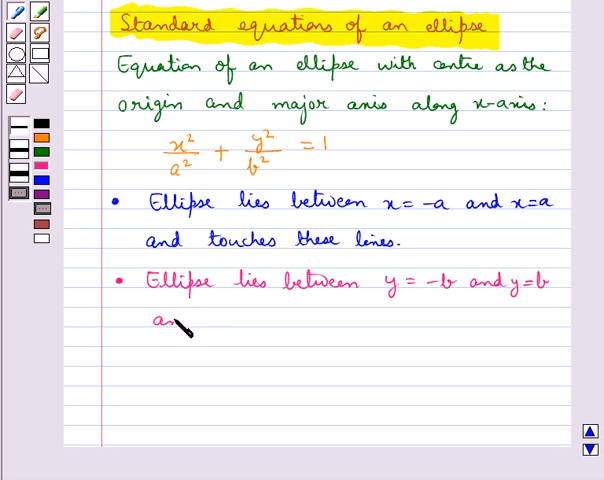 Standard equations of an ellipse
Equation of an ellipse with centre as the
origin and major axis along x-axis:
x²/a² + y²/b² = 1
• Ellipse lies between x = -a and x=a
and touches these lines.
• Ellipse lies between y = -b and y=b